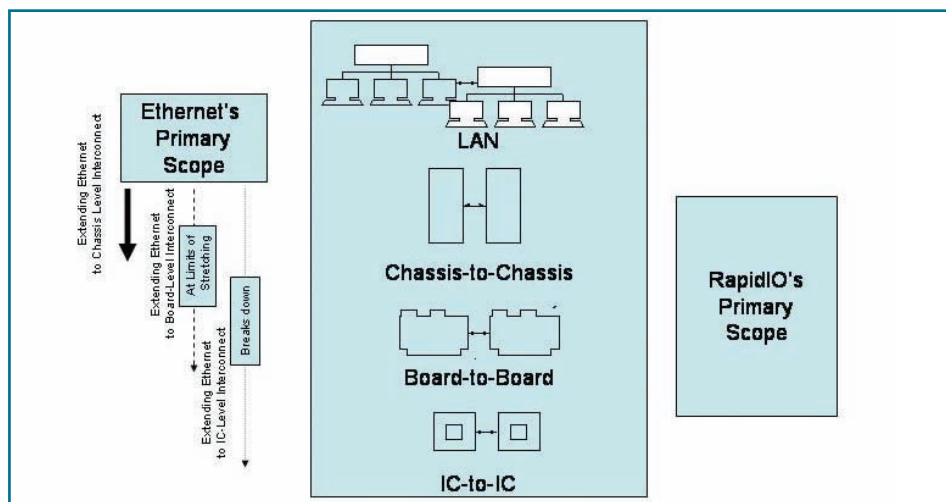 Ethernet's
Primary
Scope
Extending Ethernet
to Chassis Level Interconnect
Extending Ethernet
to Board-Level Interconnect
At Limits of
Stretching
Extending Ethernet
to IC-Level Interconnect
Breaks down
LAN
Chassis-to-Chassis
Board-to-Board
IC-to-IC
RapidIO's
Primary
Scope